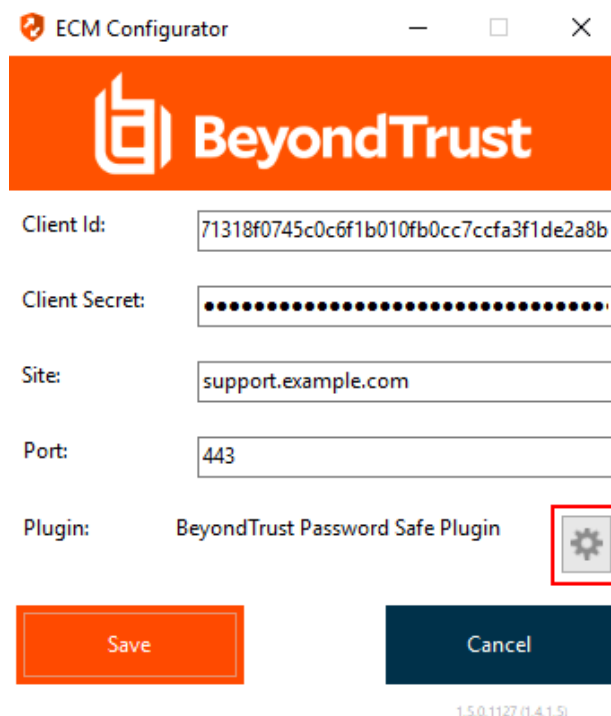 ECM Configurator
BeyondTrust
Client Id: 71318f0745c0c6f1b010fb0cc7ccfa3f1de2a8b
Client Secret: ••••••••••••••••••••••••••••••••••
Site: support.example.com
Port: 443
Plugin: BeyondTrust Password Safe Plugin
Save Cancel
1.5.0.1127 (1.4.1.5)